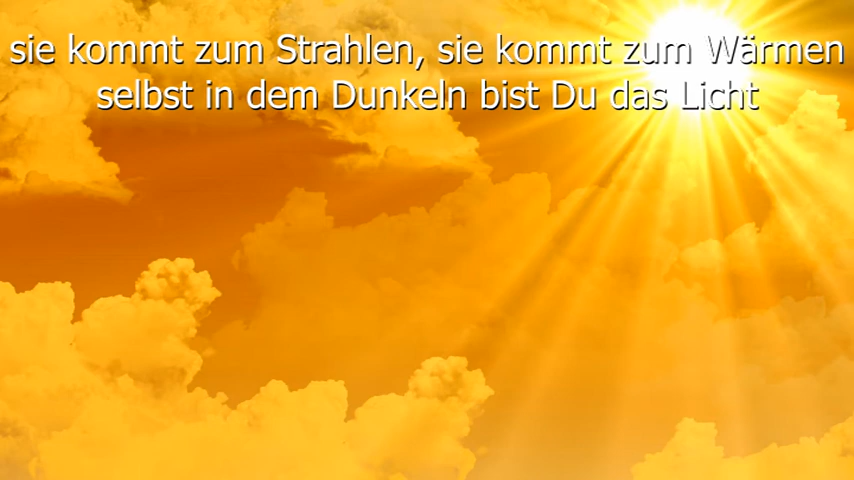 sie kommt zum Strahlen, sie kommt zum Wärmen
selbst in dem Dunkeln bist Du das Licht